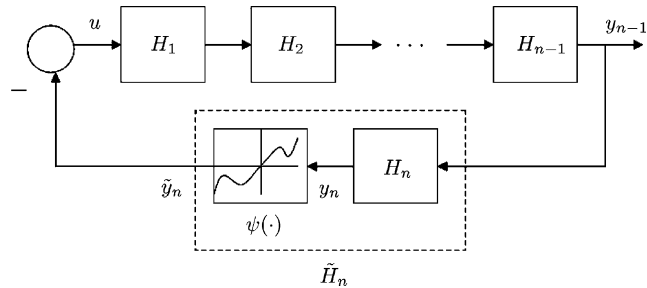 u
H₁
H₂
· · ·
Hₙ₋₁
yₙ₋₁
−
ỹₙ
ψ(·)
yₙ
Hₙ
H̃ₙ